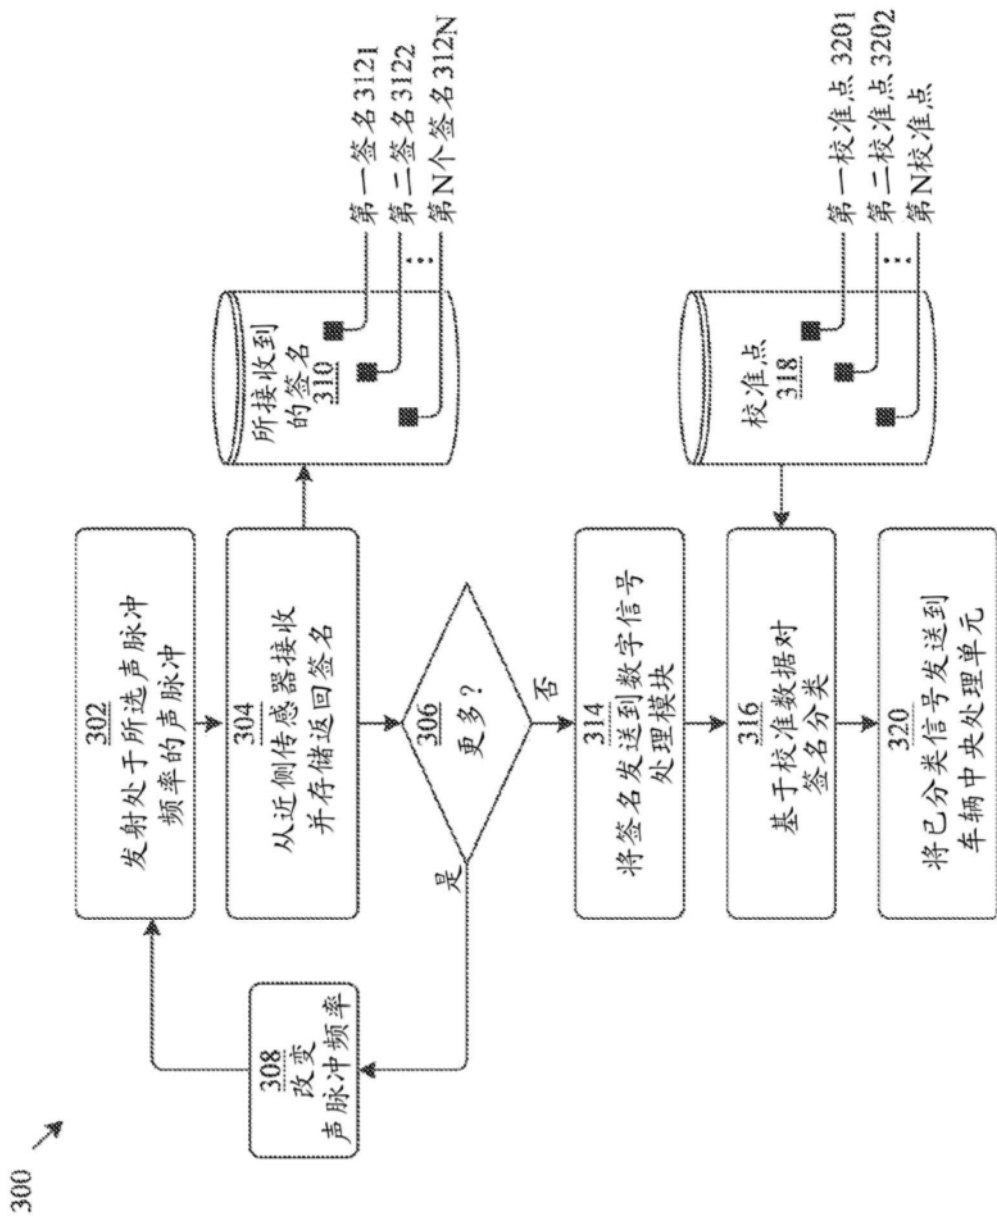 300
302
发射处于所选声脉冲
频率的声脉冲
304
从近侧传感器接收
并存储返回签名
306
更多?
是
否
308
改变
声脉冲频率
所接收到
的签名
310
第一签名3121
第二签名3122
第N个签名312N
314
将签名发送到数字信号
处理模块
316
基于校准数据对
签名分类
校准点
318
第一校准点3201
第二校准点3202
第N校准点
320
将已分类信号发送到
车辆中央处理单元